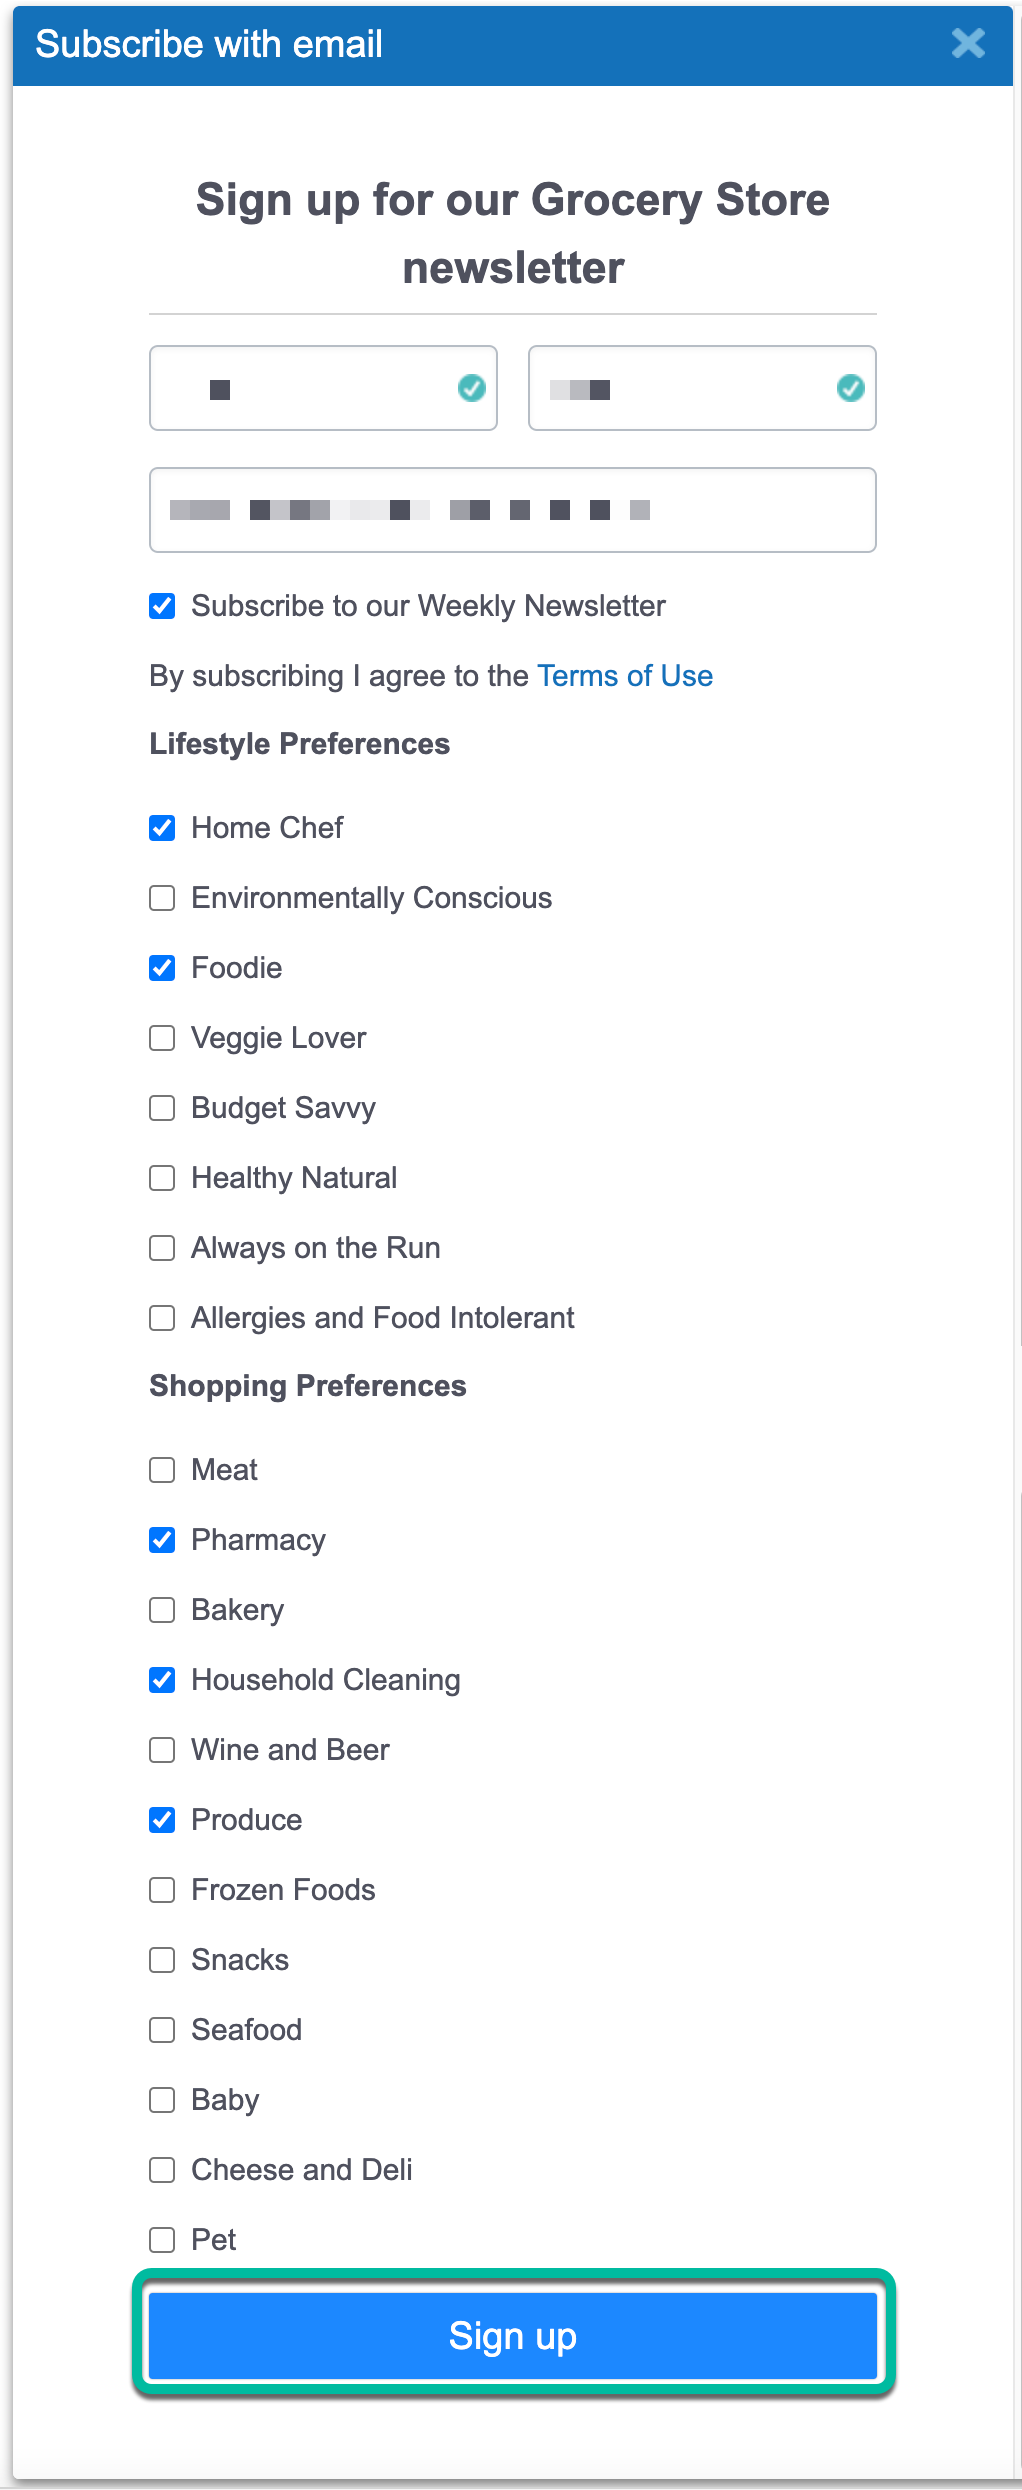 Subscribe with email
Sign up for our Grocery Store
newsletter
Subscribe to our Weekly Newsletter
By subscribing I agree to the Terms of Use
Lifestyle Preferences
Home Chef
Environmentally Conscious
Foodie
Veggie Lover
Budget Savvy
Healthy Natural
Always on the Run
Allergies and Food Intolerant
Shopping Preferences
Meat
Pharmacy
Bakery
Household Cleaning
Wine and Beer
Produce
Frozen Foods
Snacks
Seafood
Baby
Cheese and Deli
Pet
Sign up